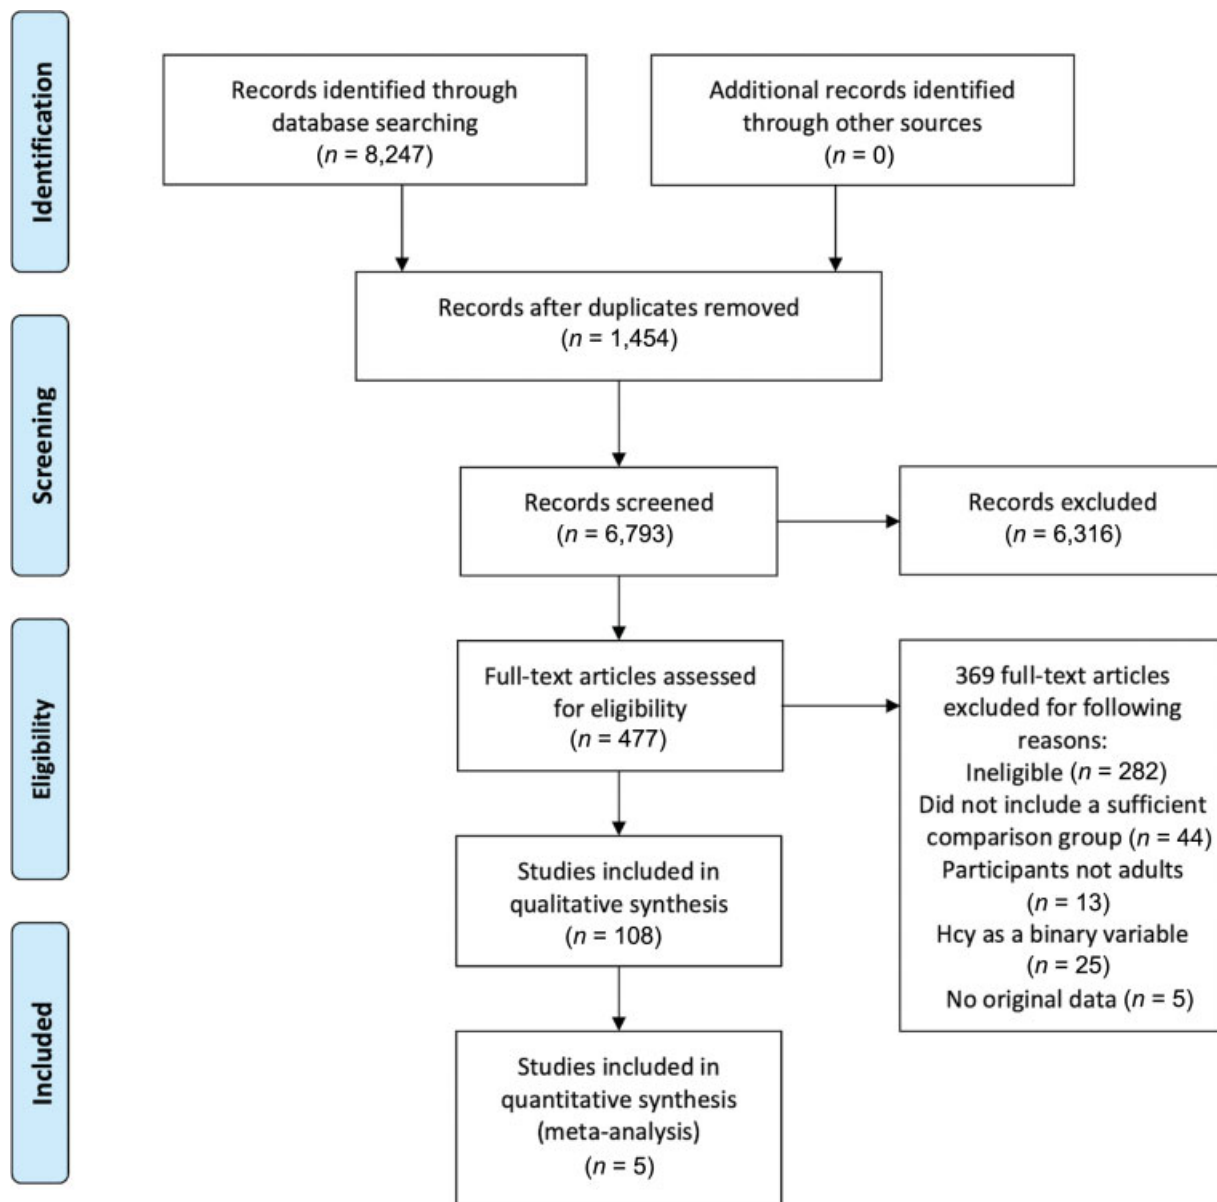 Identification
Records identified through
database searching
(n = 8,247)
Additional records identified
through other sources
(n = 0)
Records after duplicates removed
(n = 1,454)
Screening
Records screened
(n = 6,793)
Records excluded
(n = 6,316)
Eligibility
Full-text articles assessed
for eligibility
(n = 477)
369 full-text articles
excluded for following
reasons:
Ineligible (n = 282)
Did not include a sufficient
comparison group (n = 44)
Participants not adults
(n = 13)
Hcy as a binary variable
(n = 25)
No original data (n = 5)
Studies included in
qualitative synthesis
(n = 108)
Included
Studies included in
quantitative synthesis
(meta-analysis)
(n = 5)